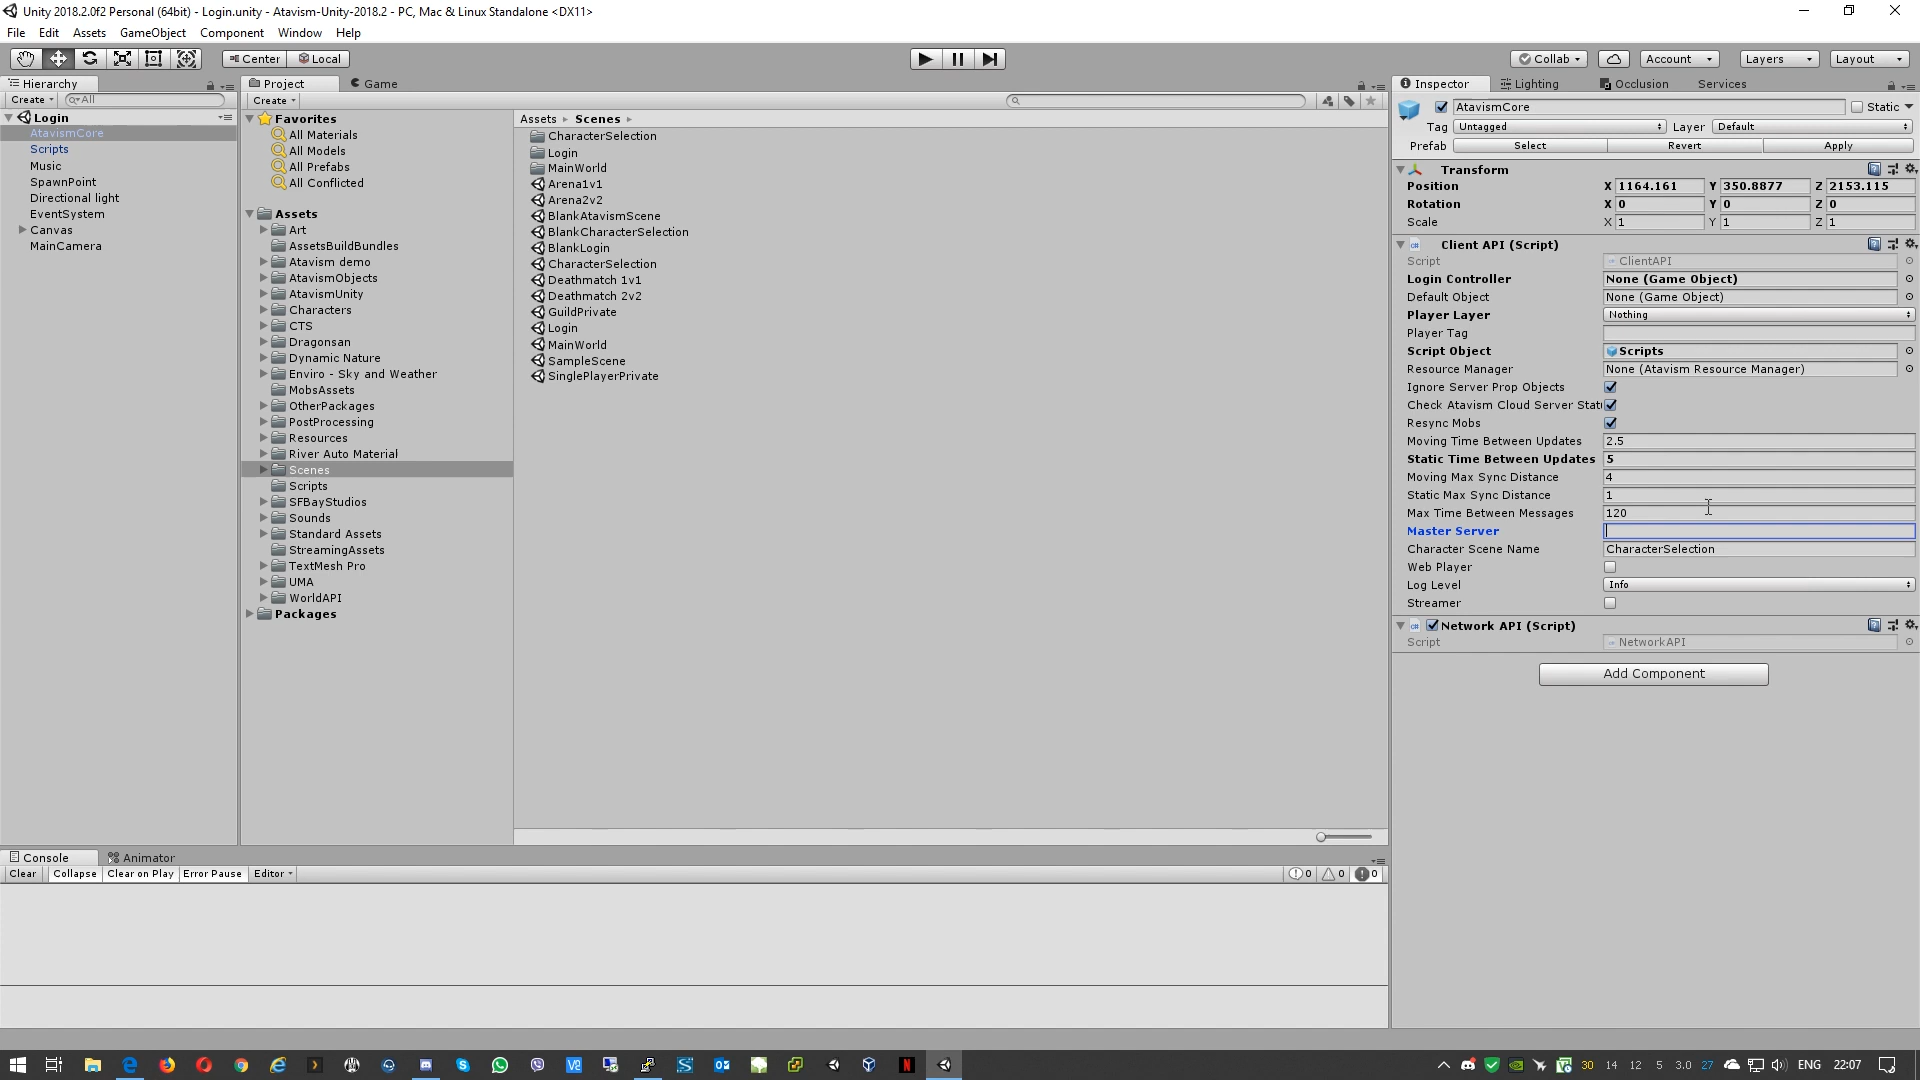 Unity 2018.2.0f2 Personal (64bit) - Login.unity - Atavism-Unity-2018.2 - PC, Mac & Linux Standalone <DX11>
File Edit Assets GameObject Component Window Help
Center Local Collab Account Layers Layout
Hierarchy
Create All
Login
AtavismCore
Scripts
Music
SpawnPoint
Directional light
EventSystem
Canvas
MainCamera
Project Game
Create
Favorites
All Materials
All Models
All Prefabs
All Conflicted
Assets
Art
AssetsBuildBundles
Atavism demo
AtavismObjects
AtavismUnity
Characters
CTS
Dragonsan
Dynamic Nature
Enviro - Sky and Weather
MobsAssets
OtherPackages
PostProcessing
Resources
River Auto Material
Scenes
Scripts
SFBayStudios
Sounds
Standard Assets
StreamingAssets
TextMesh Pro
UMA
WorldAPI
Packages
Assets Scenes
CharacterSelection
Login
MainWorld
Arena1v1
Arena2v2
BlankAtavismScene
BlankCharacterSelection
BlankLogin
CharacterSelection
Deathmatch 1v1
Deathmatch 2v2
GuildPrivate
Login
MainWorld
SampleScene
SinglePlayerPrivate
Inspector Lighting Occlusion Services
AtavismCore Static
Tag Untagged Layer Default
Prefab Select Revert Apply
Transform
Position X 1164.161 Y 350.8877 Z 2153.115
Rotation X 0 Y 0 Z 0
Scale X 1 Y 1 Z 1
Client API (Script)
Script ClientAPI
Login Controller None (Game Object)
Default Object None (Game Object)
Player Layer Nothing
Player Tag
Script Object Scripts
Resource Manager None (Atavism Resource Manager)
Ignore Server Prop Objects
Check Atavism Cloud Server Stat
Resync Mobs
Moving Time Between Updates 2.5
Static Time Between Updates 5
Moving Max Sync Distance 4
Static Max Sync Distance 1
Max Time Between Messages 120
Master Server
Character Scene Name CharacterSelection
Web Player
Log Level Info
Streamer
Network API (Script)
Script NetworkAPI
Add Component
Console Animator
Clear Collapse Clear on Play Error Pause Editor 0 0 0
30 14 12 5 3.0 27 ENG 22:07